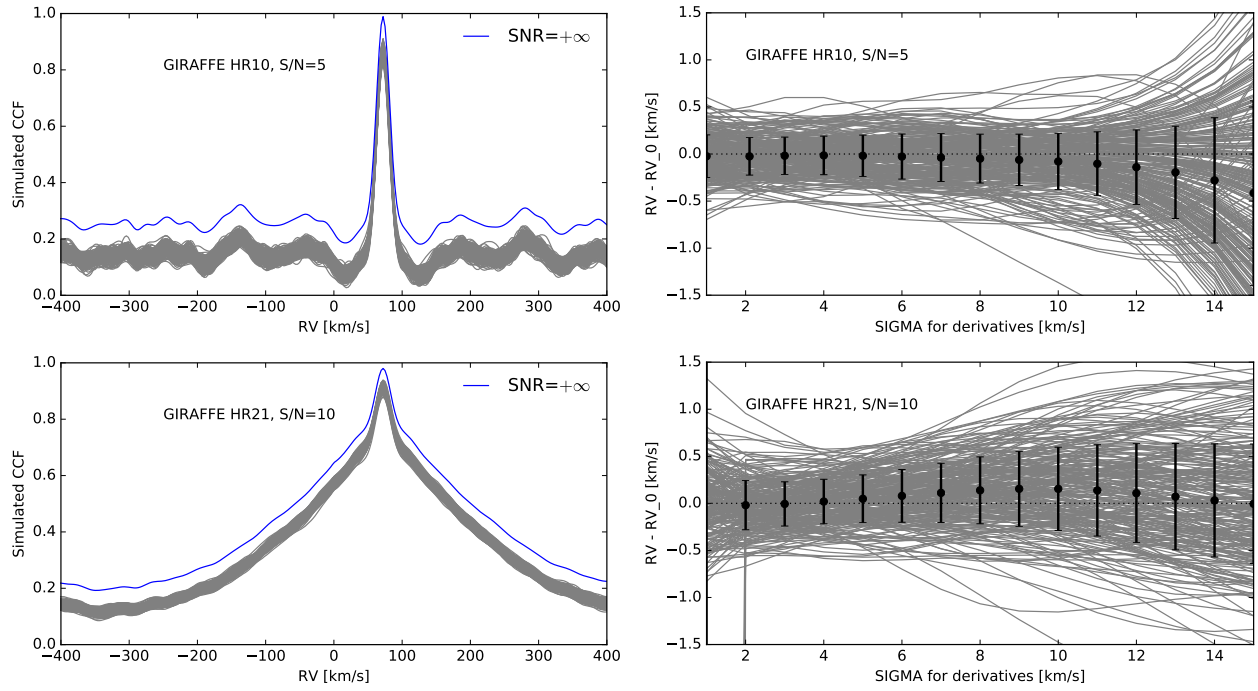 1.0
0.8
0.6
0.4
0.2
0.0
Simulated CCF
GIRAFFE HR10, S/N=5
SNR=+∞
−400 −300 −200 −100 0 100 200 300 400
RV [km/s]
1.5
1.0
0.5
0.0
−0.5
−1.0
−1.5
RV - RV_0 [km/s]
GIRAFFE HR10, S/N=5
2 4 6 8 10 12 14
SIGMA for derivatives [km/s]
1.0
0.8
0.6
0.4
0.2
0.0
Simulated CCF
SNR=+∞
GIRAFFE HR21, S/N=10
−400 −300 −200 −100 0 100 200 300 400
RV [km/s]
1.5
1.0
0.5
0.0
−0.5
−1.0
−1.5
RV - RV_0 [km/s]
GIRAFFE HR21, S/N=10
2 4 6 8 10 12 14
SIGMA for derivatives [km/s]